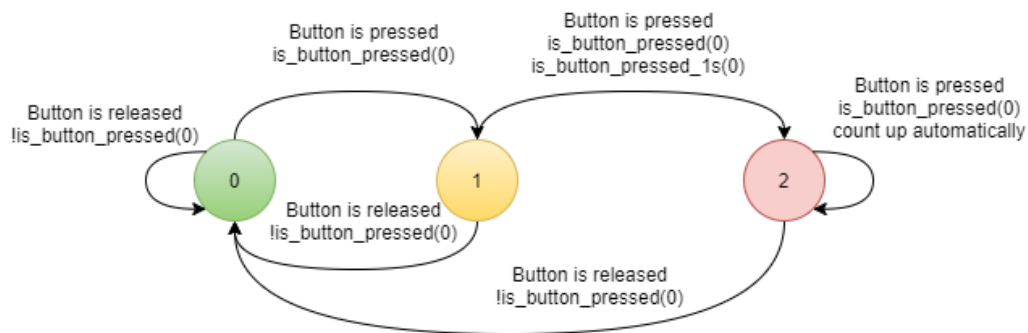 Button is pressed
is_button_pressed(0)
Button is pressed
is_button_pressed(0)
is_button_pressed_1s(0)
Button is released
!is_button_pressed(0)
Button is pressed
is_button_pressed(0)
count up automatically
0
1
2
Button is released
!is_button_pressed(0)
Button is released
!is_button_pressed(0)